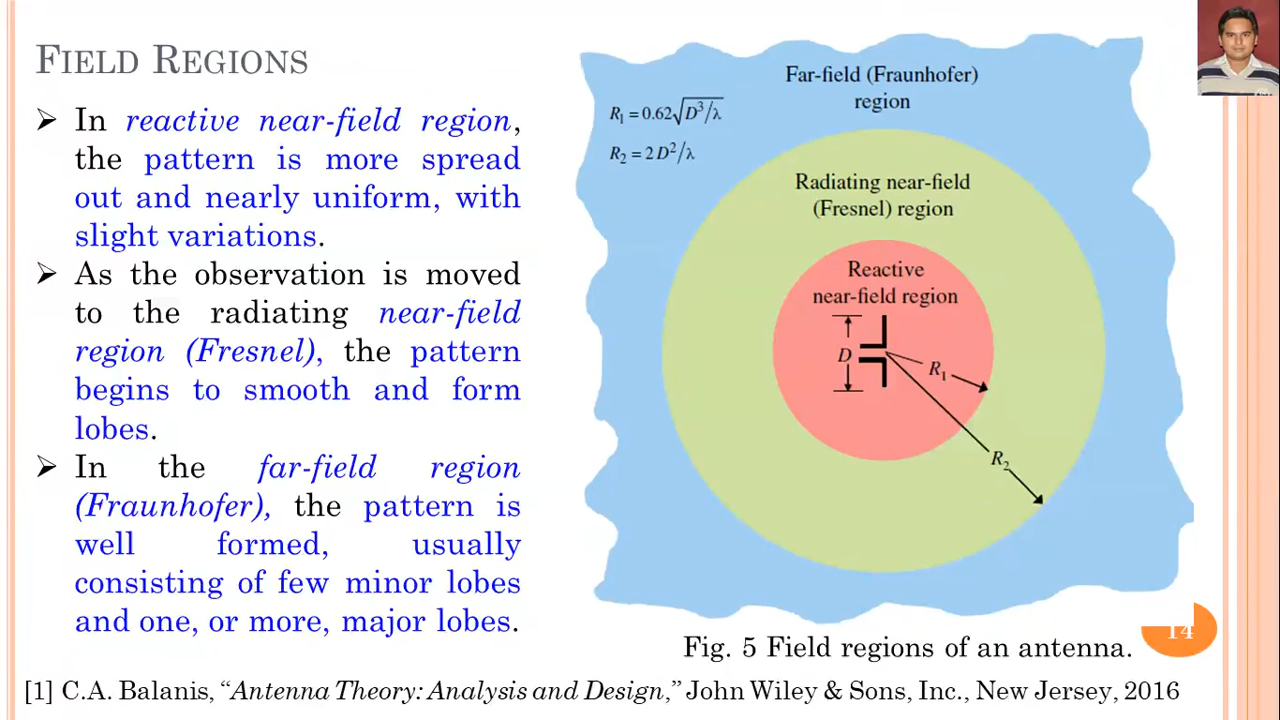 FIELD REGIONS
➢ In reactive near-field region,
the pattern is more spread
out and nearly uniform, with
slight variations.
➢ As the observation is moved
to the radiating near-field
region (Fresnel), the pattern
begins to smooth and form
lobes.
➢ In the far-field region
(Fraunhofer), the pattern is
well formed, usually
consisting of few minor lobes
and one, or more, major lobes.
Far-field (Fraunhofer)
region
R₁ = 0.62√D³/λ
R₂ = 2D²/λ
Radiating near-field
(Fresnel) region
Reactive
near-field region
D
R₁
R₂
Fig. 5 Field regions of an antenna.
14
[1] C.A. Balanis, “Antenna Theory: Analysis and Design,” John Wiley & Sons, Inc., New Jersey, 2016